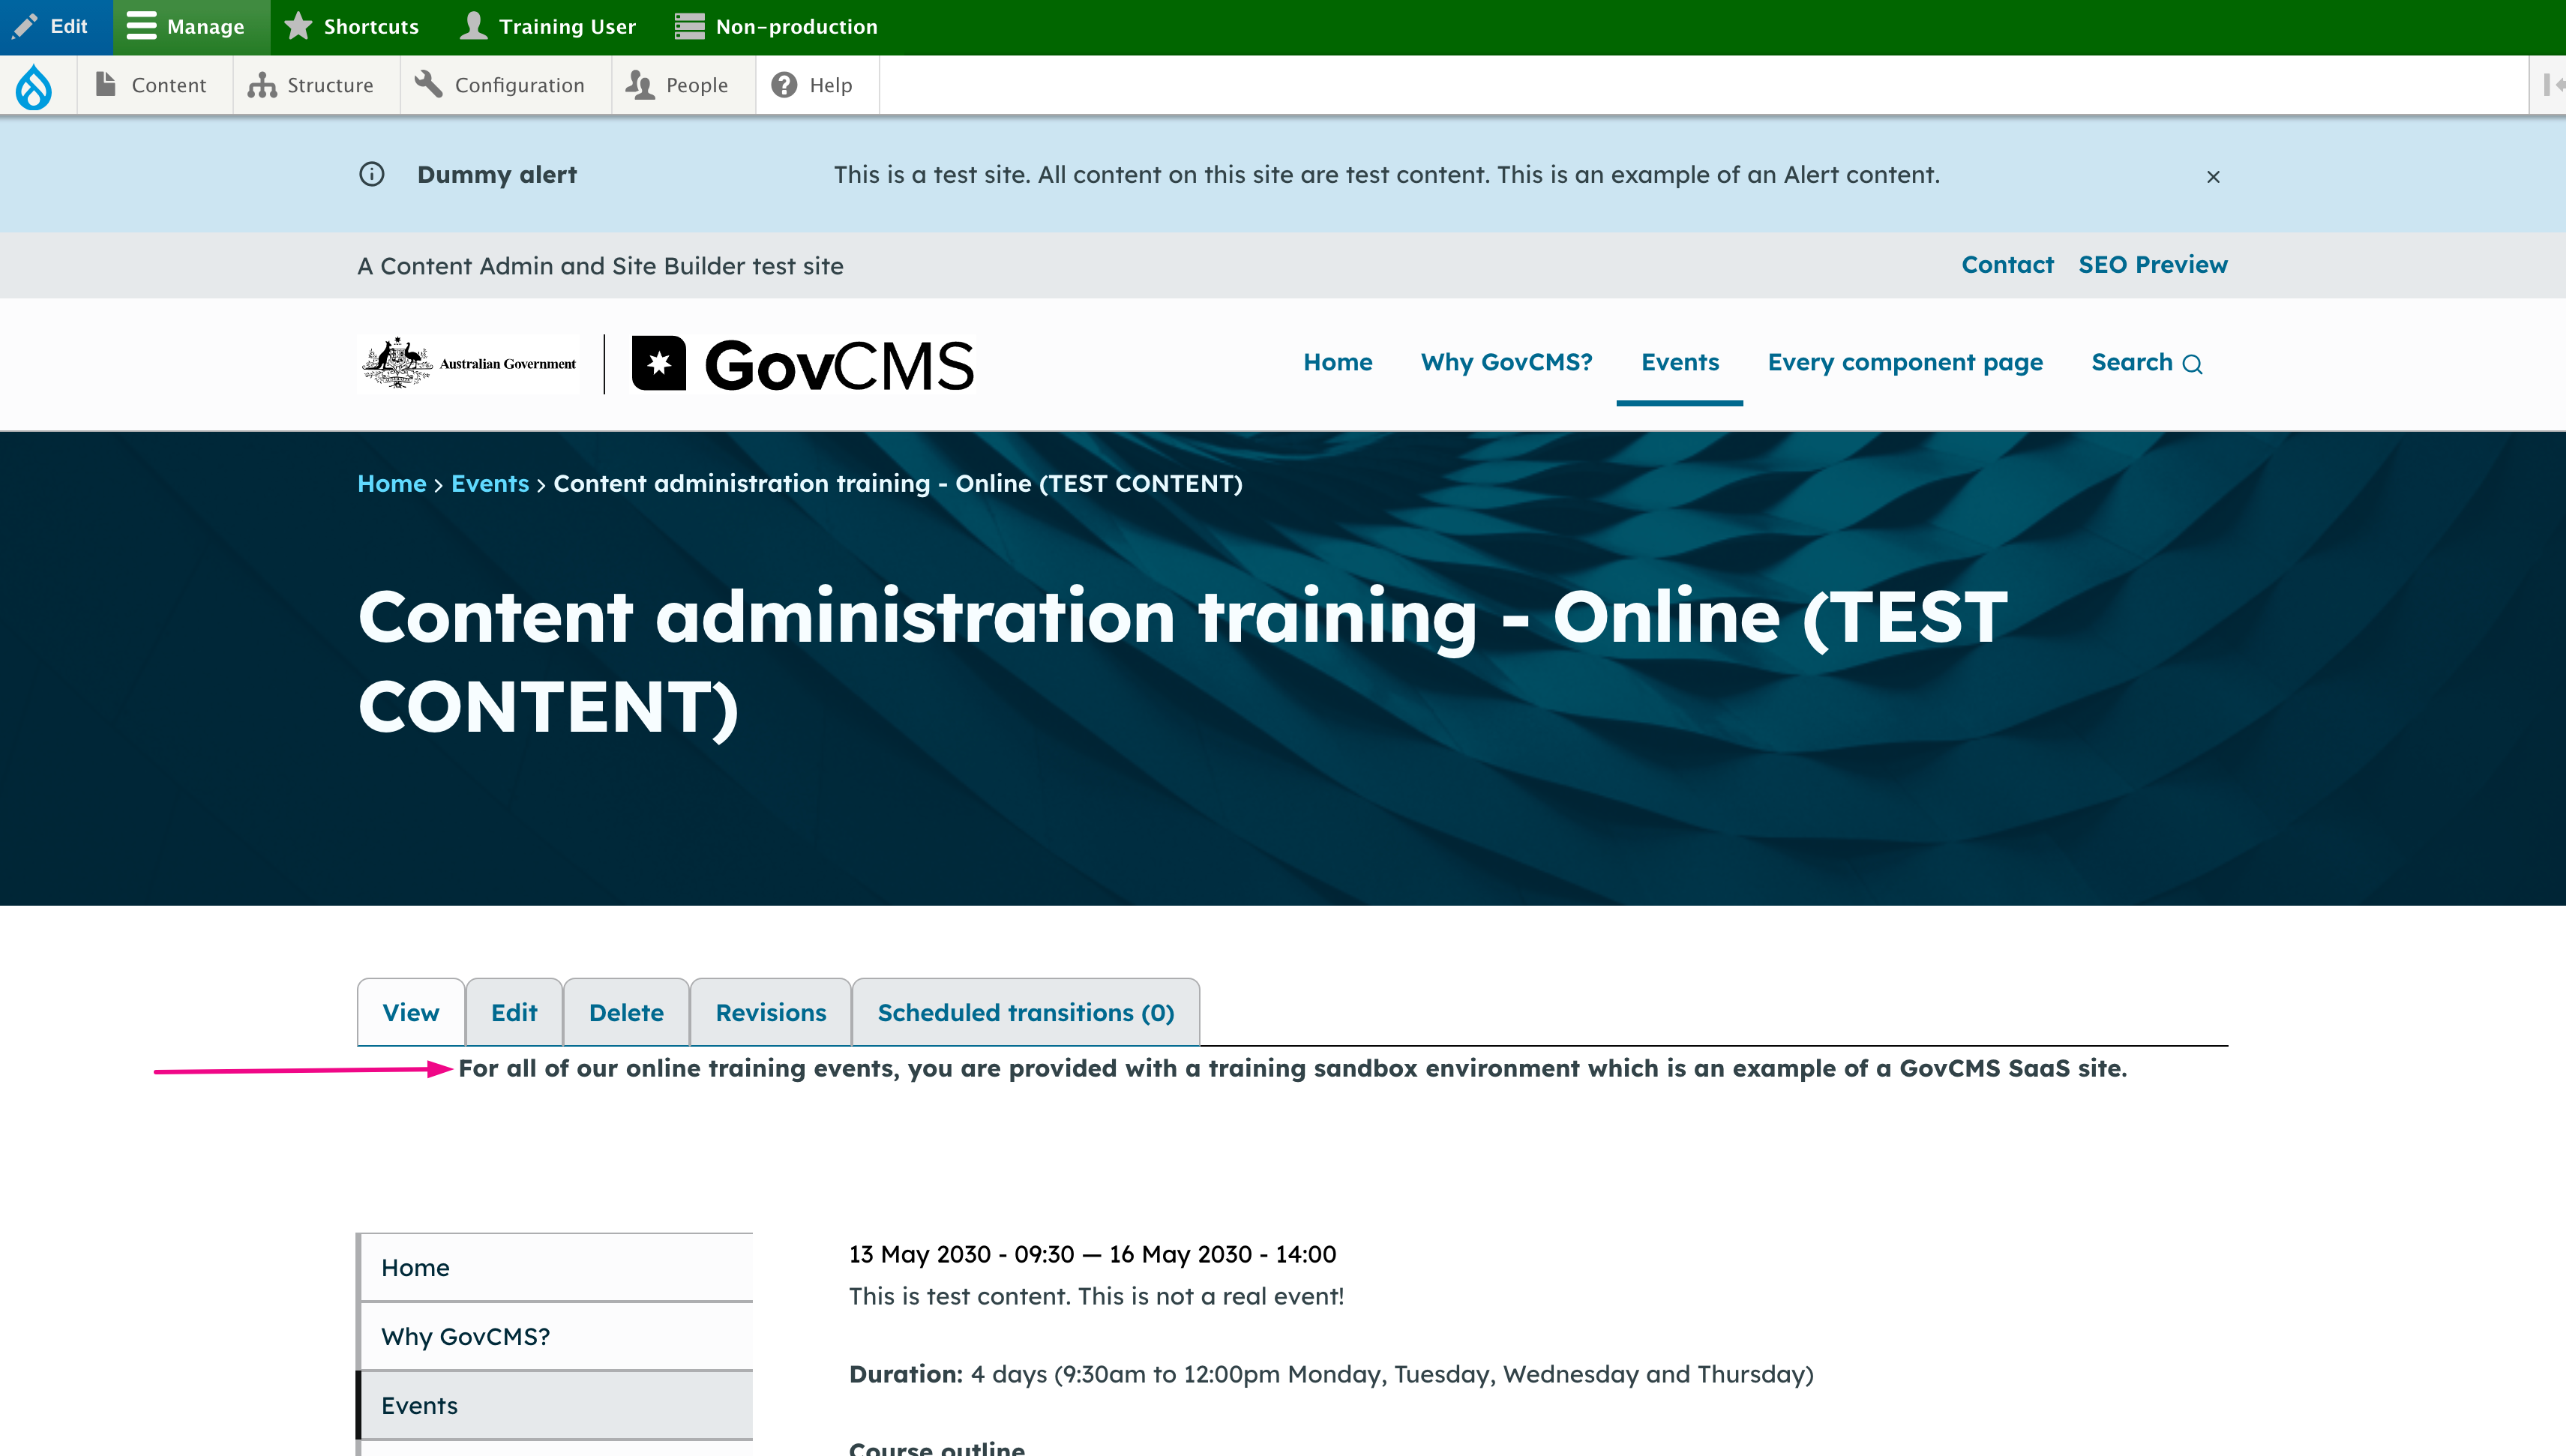 Edit Manage Shortcuts Training User Non-production
Content Structure Configuration People Help
Dummy alert This is a test site. All content on this site are test content. This is an example of an Alert content. ×
A Content Admin and Site Builder test site Contact SEO Preview
Australian Government GovCMS Home Why GovCMS? Events Every component page Search
Home › Events › Content administration training - Online (TEST CONTENT)
Content administration training - Online (TEST
CONTENT)
View Edit Delete Revisions Scheduled transitions (0)
For all of our online training events, you are provided with a training sandbox environment which is an example of a GovCMS SaaS site.
Home
Why GovCMS?
Events
13 May 2030 - 09:30 — 16 May 2030 - 14:00
This is test content. This is not a real event!
Duration: 4 days (9:30am to 12:00pm Monday, Tuesday, Wednesday and Thursday)
Course outline